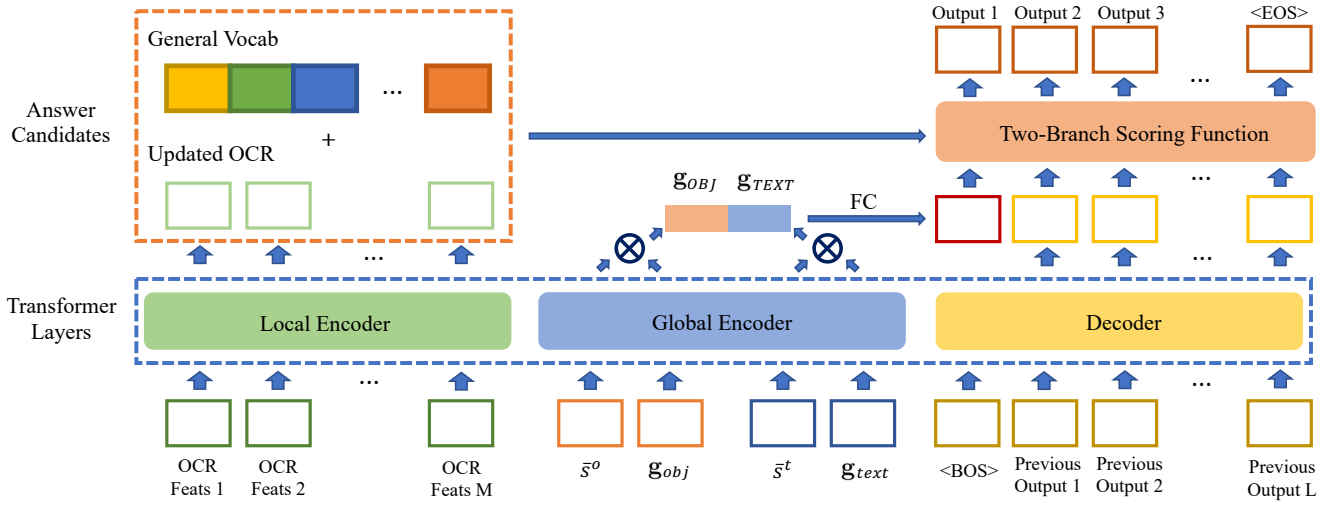 Output 1 Output 2 Output 3 <EOS>
General Vocab
...
...
Answer
Candidates
+
Two-Branch Scoring Function
Updated OCR
...
𝐠_OBJ 𝐠_TEXT
FC
...
...
Transformer
Layers
Local Encoder Global Encoder Decoder
... ...
OCR
Feats 1
OCR
Feats 2
OCR
Feats M
s̄ᵒ 𝐠_obj s̄ᵗ 𝐠_text
<BOS>
Previous
Output 1
Previous
Output 2
Previous
Output L